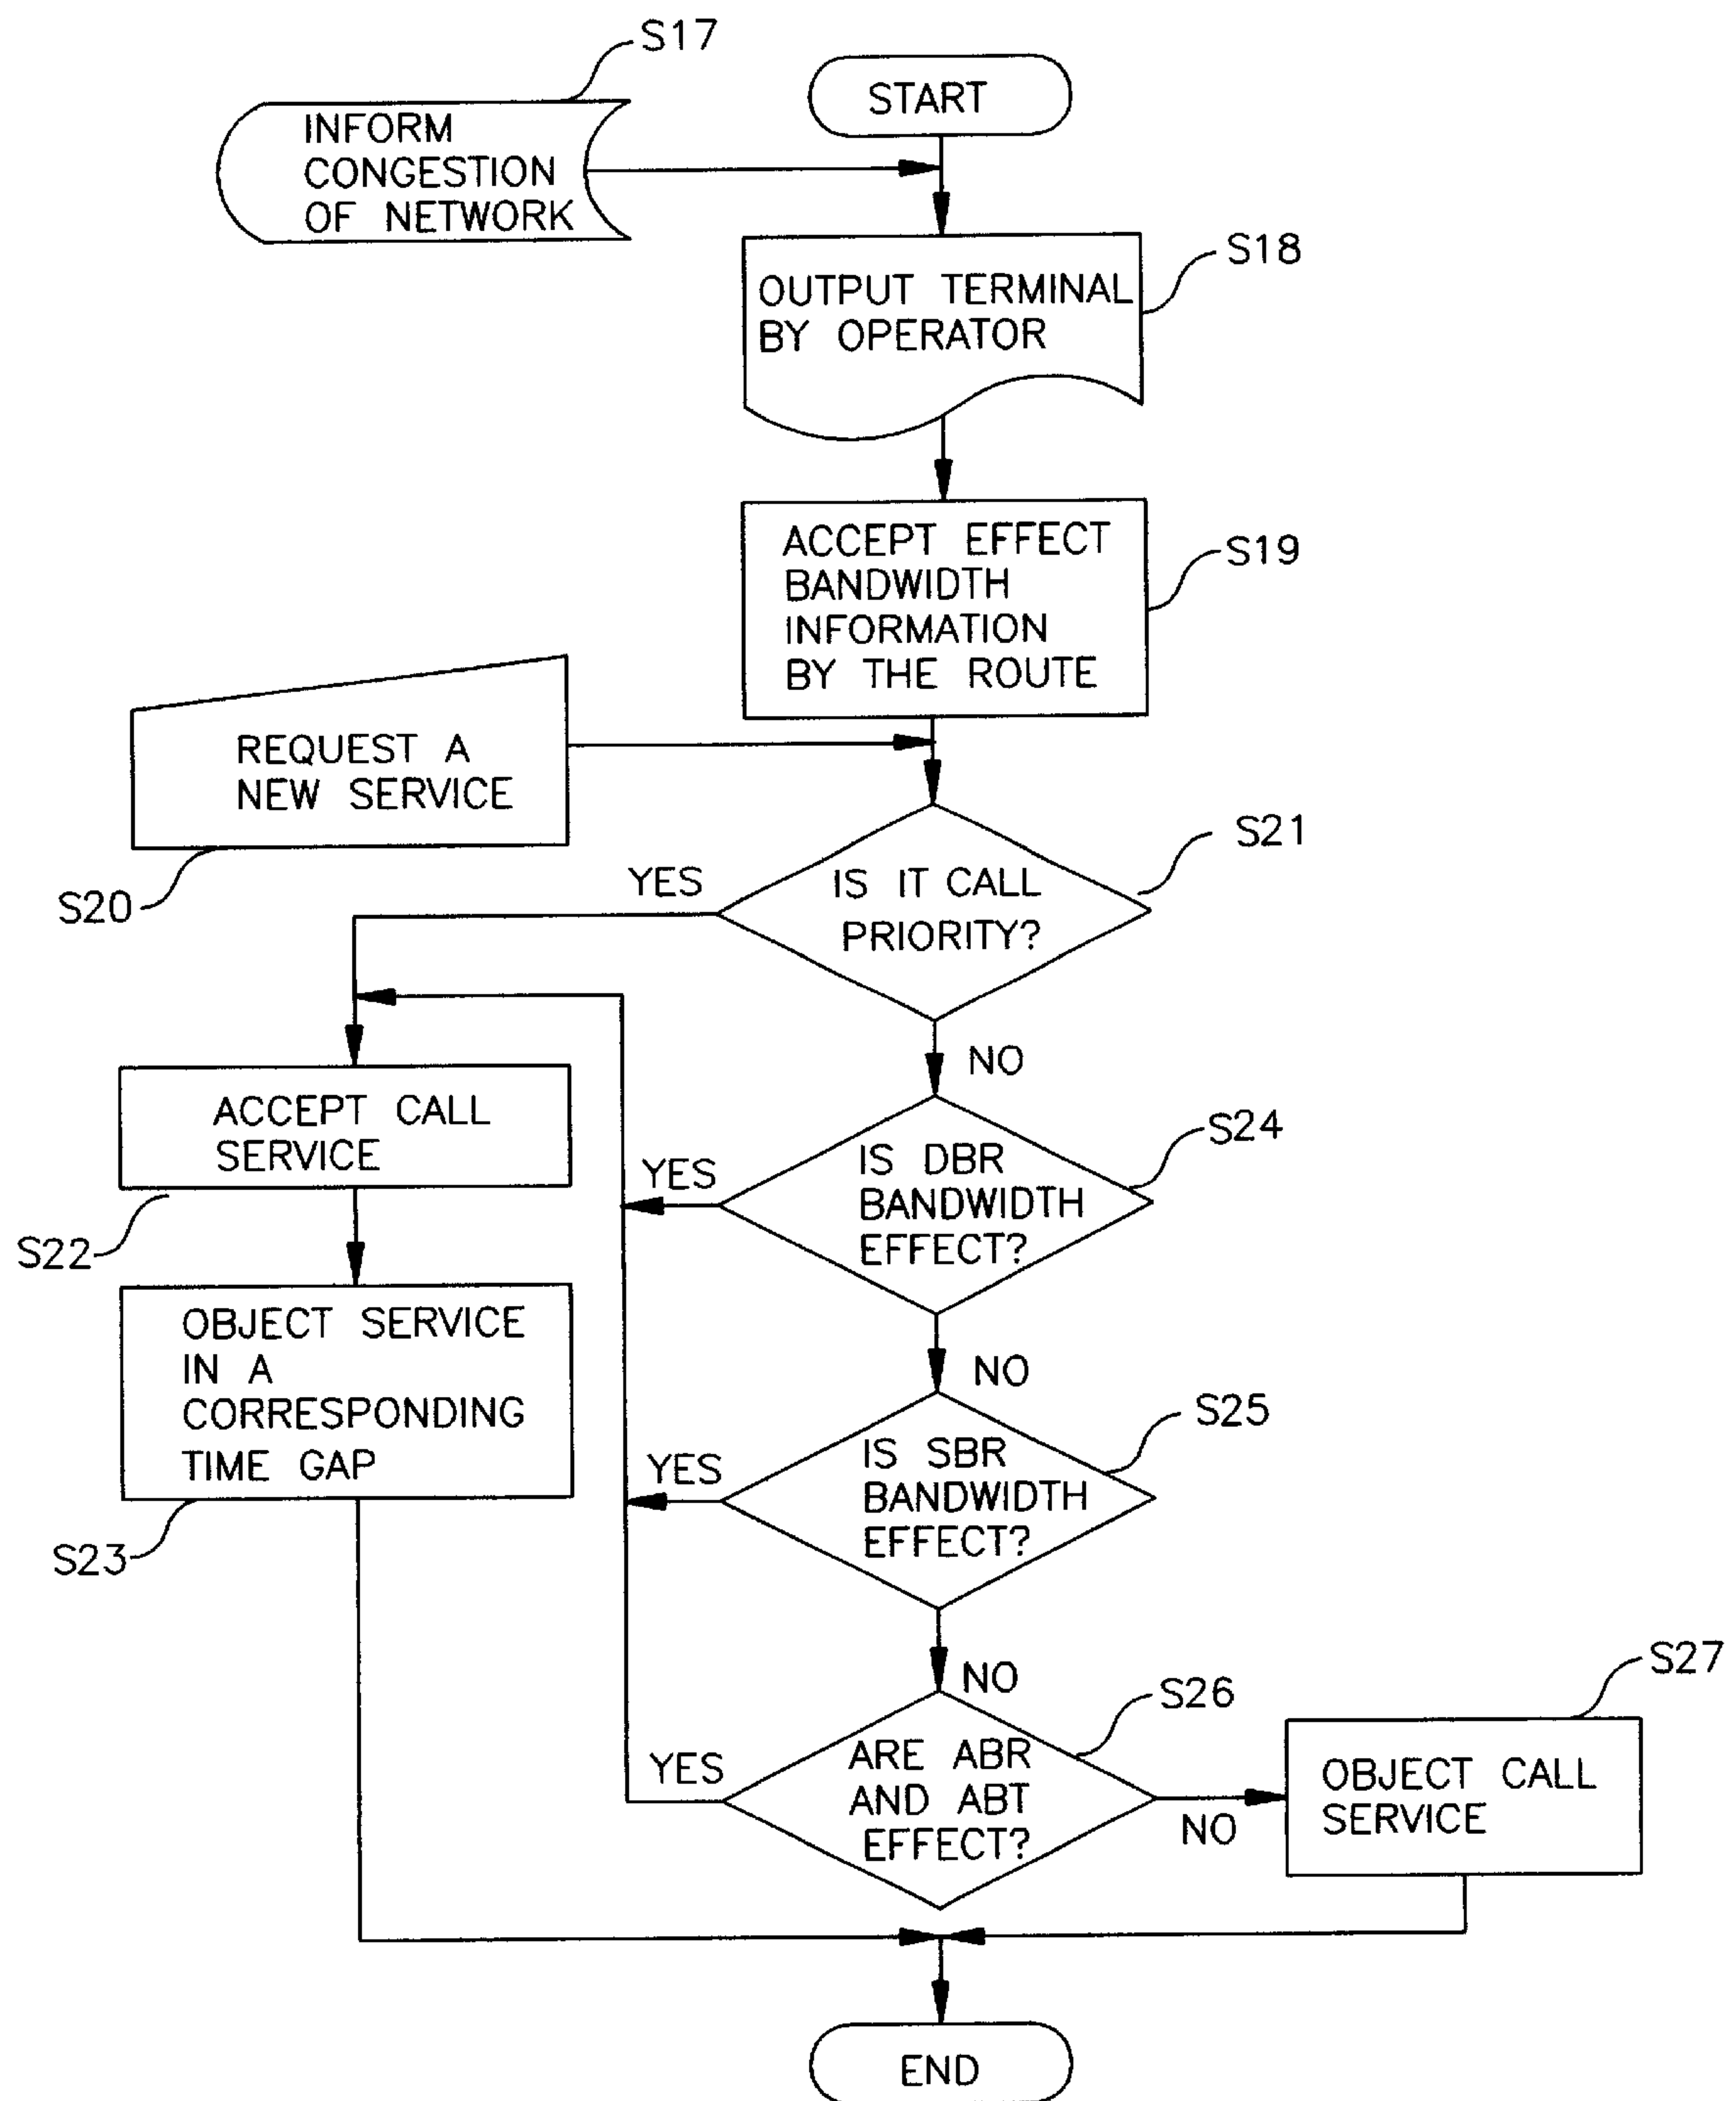 S17
START
INFORM
CONGESTION
OF NETWORK
S18
OUTPUT TERMINAL
BY OPERATOR
S19
ACCEPT EFFECT
BANDWIDTH
INFORMATION
BY THE ROUTE
REQUEST A
NEW SERVICE
S20
S21
YES
IS IT CALL
PRIORITY?
NO
ACCEPT CALL
SERVICE
S22
S24
YES
IS DBR
BANDWIDTH
EFFECT?
NO
OBJECT SERVICE
IN A
CORRESPONDING
TIME GAP
S23
S25
YES
IS SBR
BANDWIDTH
EFFECT?
NO
S26
YES
ARE ABR
AND ABT
EFFECT?
NO
S27
OBJECT CALL
SERVICE
END